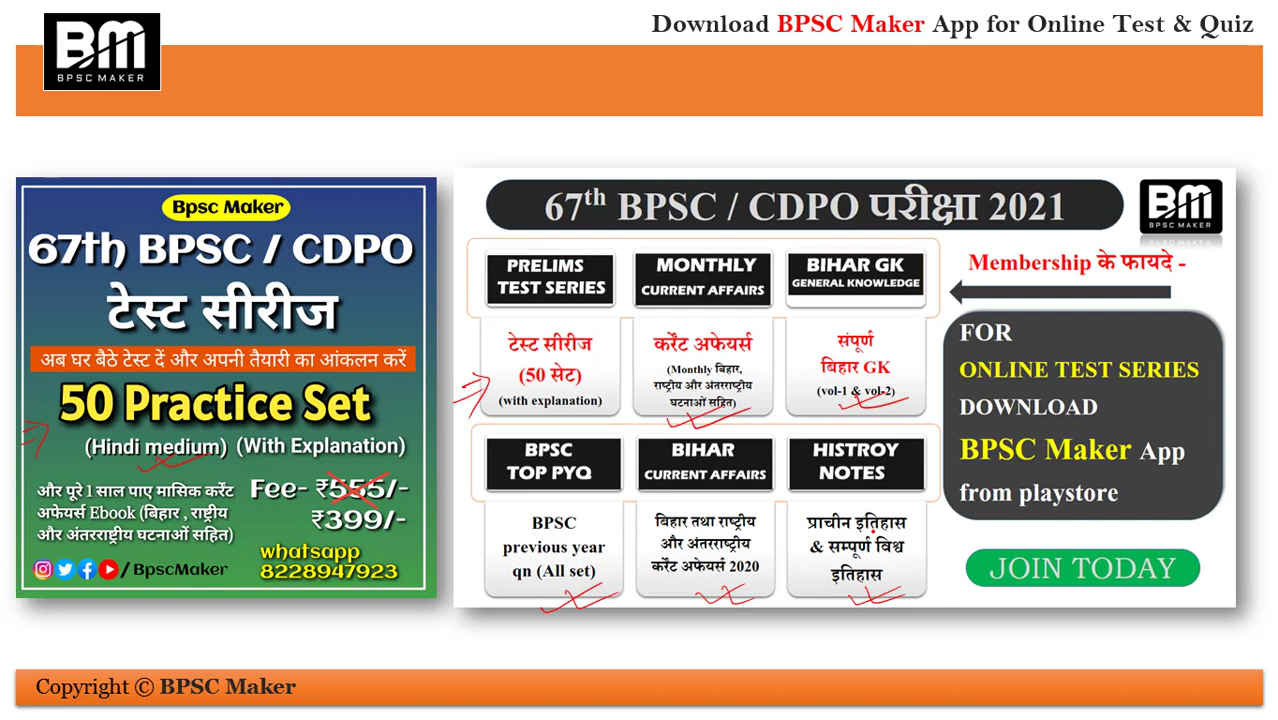 Download BPSC Maker App for Online Test & Quiz
BM
BPSC MAKER
Bpsc Maker
67th BPSC / CDPO
टेस्ट सीरीज
अब घर बैठे टेस्ट दें और अपनी तैयारी का आंकलन करें
50 Practice Set
(Hindi medium) (With Explanation)
और पूरे 1 साल पाए मासिक करेंट
अफेयर्स Ebook (बिहार , राष्ट्रीय
और अंतरराष्ट्रीय घटनाओं सहित)
Fee- ₹555/-
₹399/-
whatsapp
8228947923
/BpscMaker
67th BPSC / CDPO परीक्षा 2021
BM
BPSC MAKER
PRELIMS
TEST SERIES
टेस्ट सीरीज
(50 सेट)
(with explanation)
MONTHLY
CURRENT AFFAIRS
करेंट अफेयर्स
(Monthly बिहार,
राष्ट्रीय और अंतरराष्ट्रीय
घटनाओं सहित)
BIHAR GK
GENERAL KNOWLEDGE
संपूर्ण
बिहार GK
(vol-1 & vol-2)
BPSC
TOP PYQ
BPSC
previous year
qn (All set)
BIHAR
CURRENT AFFAIRS
बिहार तथा राष्ट्रीय
और अंतरराष्ट्रीय
करेंट अफेयर्स 2020
HISTROY
NOTES
प्राचीन इतिहास
& सम्पूर्ण विश्व
इतिहास
Membership के फायदे -
FOR
ONLINE TEST SERIES
DOWNLOAD
BPSC Maker App
from playstore
JOIN TODAY
Copyright © BPSC Maker